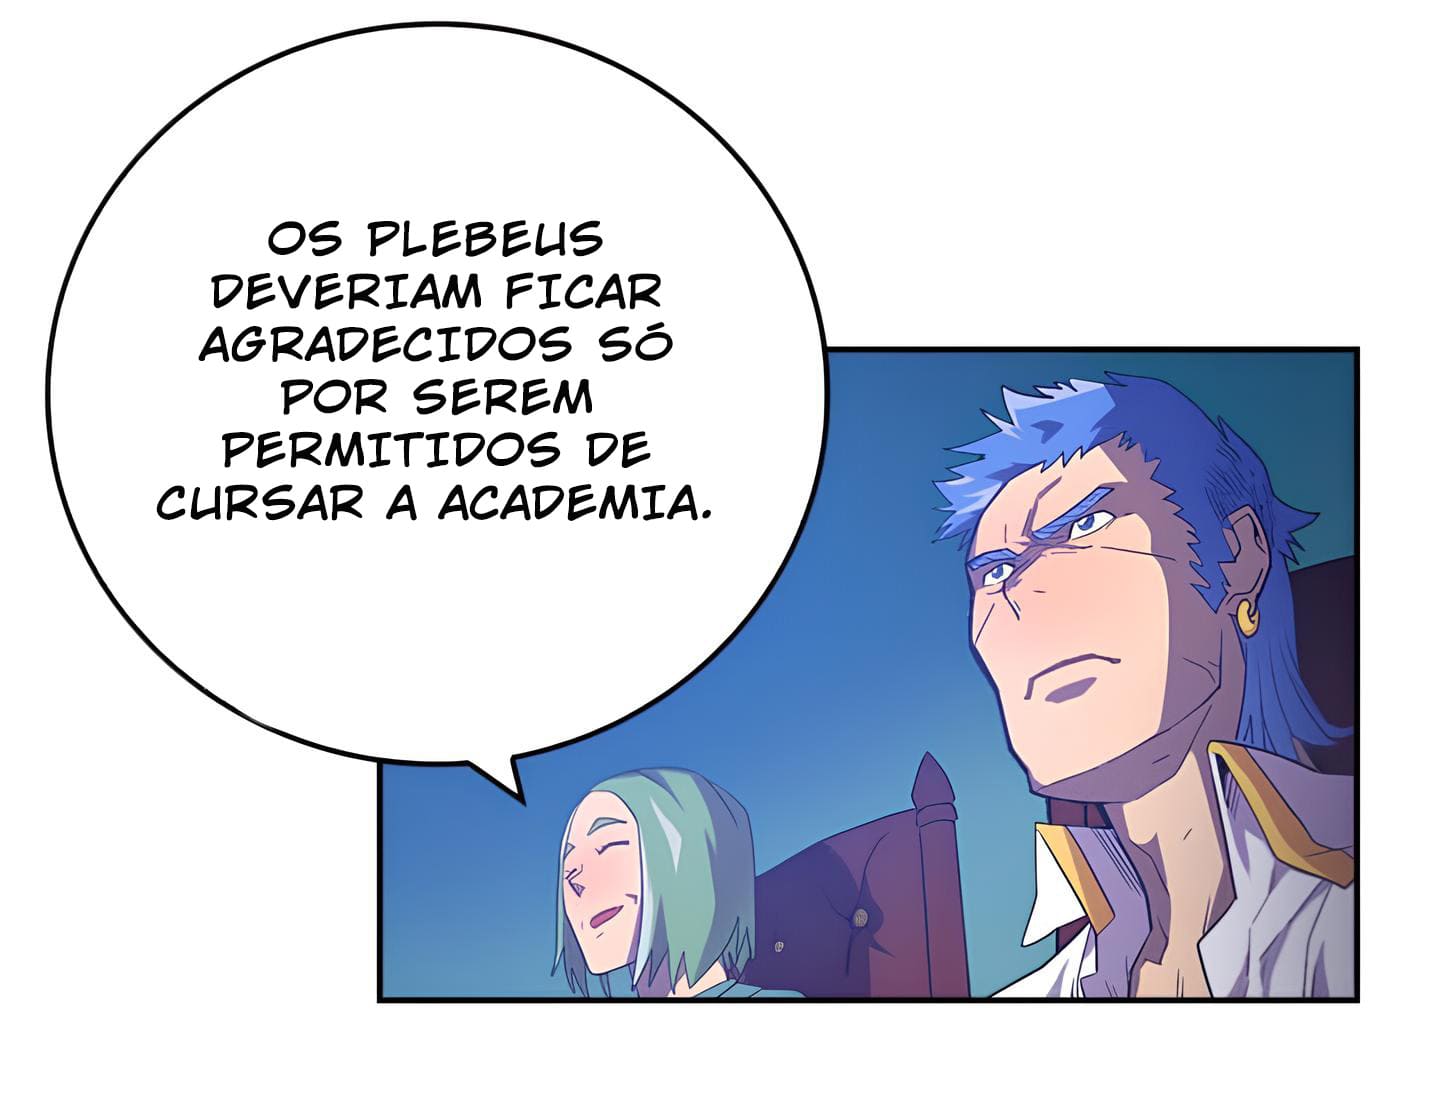 OS PLEBEUS
DEVERIAM FICAR
AGRADECIDOS SÓ
POR SEREM
PERMITIDOS DE
CURSAR A ACADEMIA.